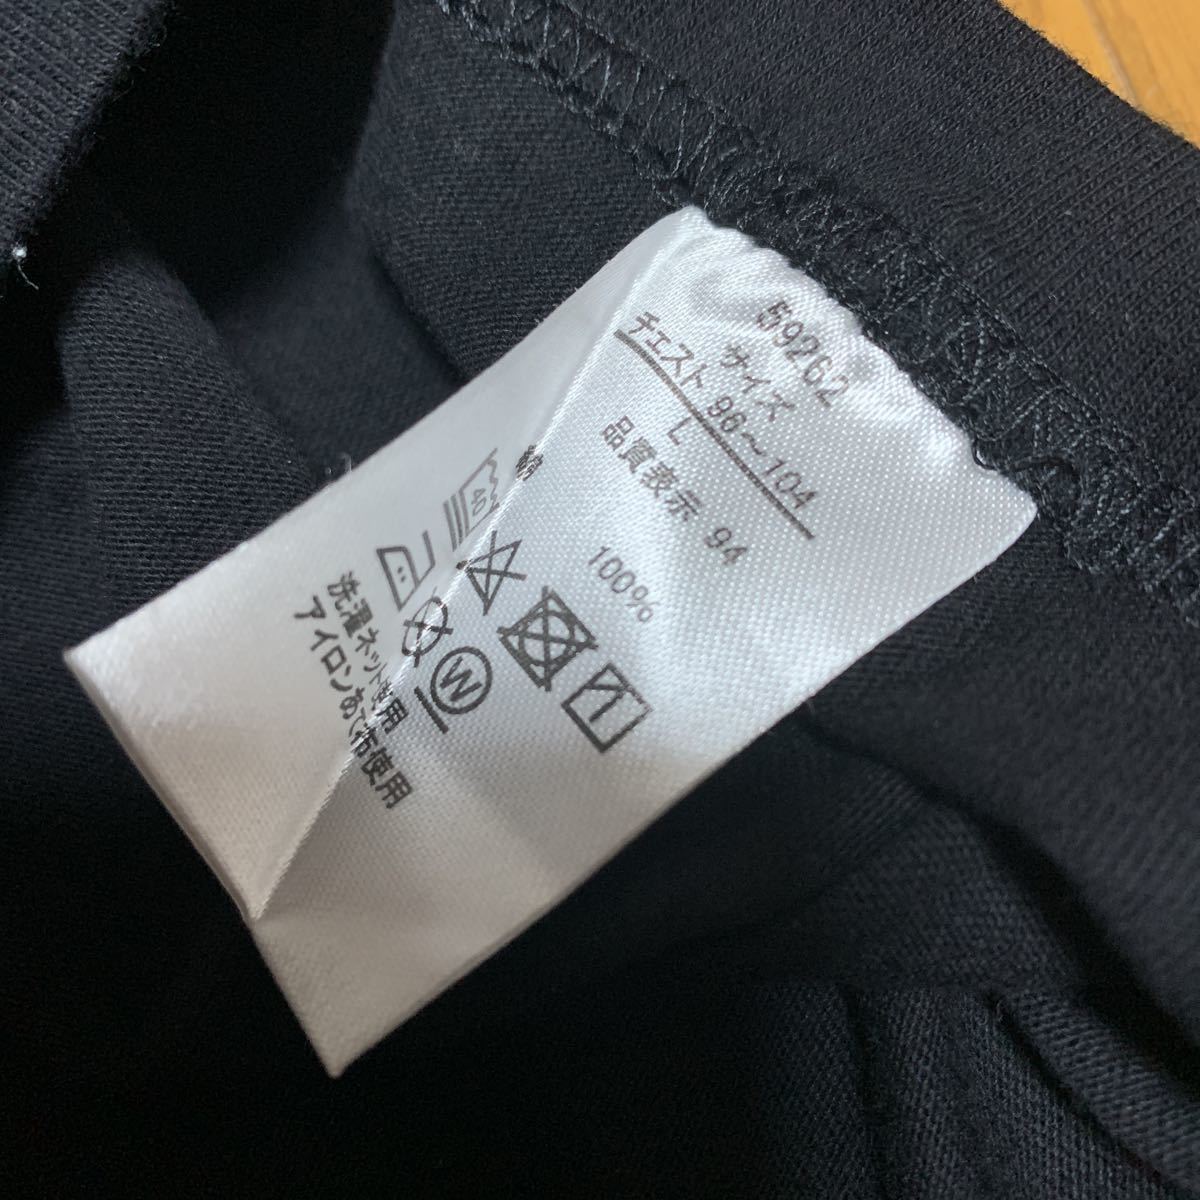 59262
サイズ
チェスト 96～104
L
品質表示 94
綿 100%
40
W
洗濯ネット使用
アイロンあて布使用